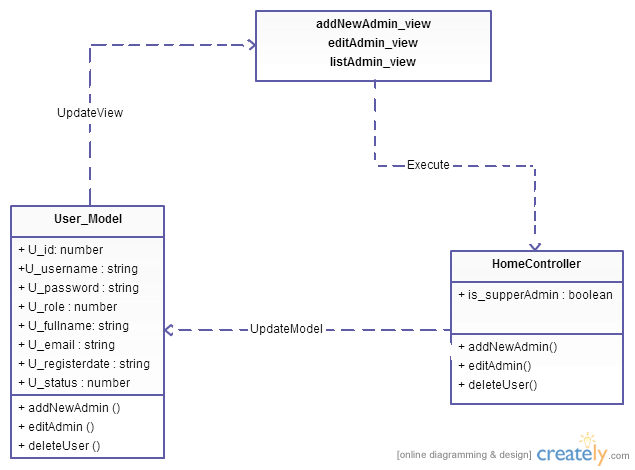 addNewAdmin_view
editAdmin_view
listAdmin_view
UpdateView
Execute
User_Model
+ U_id: number
+U_username : string
+ U_password : string
+ U_role : number
+ U_fullname: string
+ U_email : string
+ U_registerdate : string
+ U_status : number
+ addNewAdmin ()
+ editAdmin ()
+ deleteUser ()
UpdateModel
HomeController
+ is_supperAdmin : boolean
+ addNewAdmin()
+ editAdmin()
+ deleteUser()
[online diagramming & design] creately.com